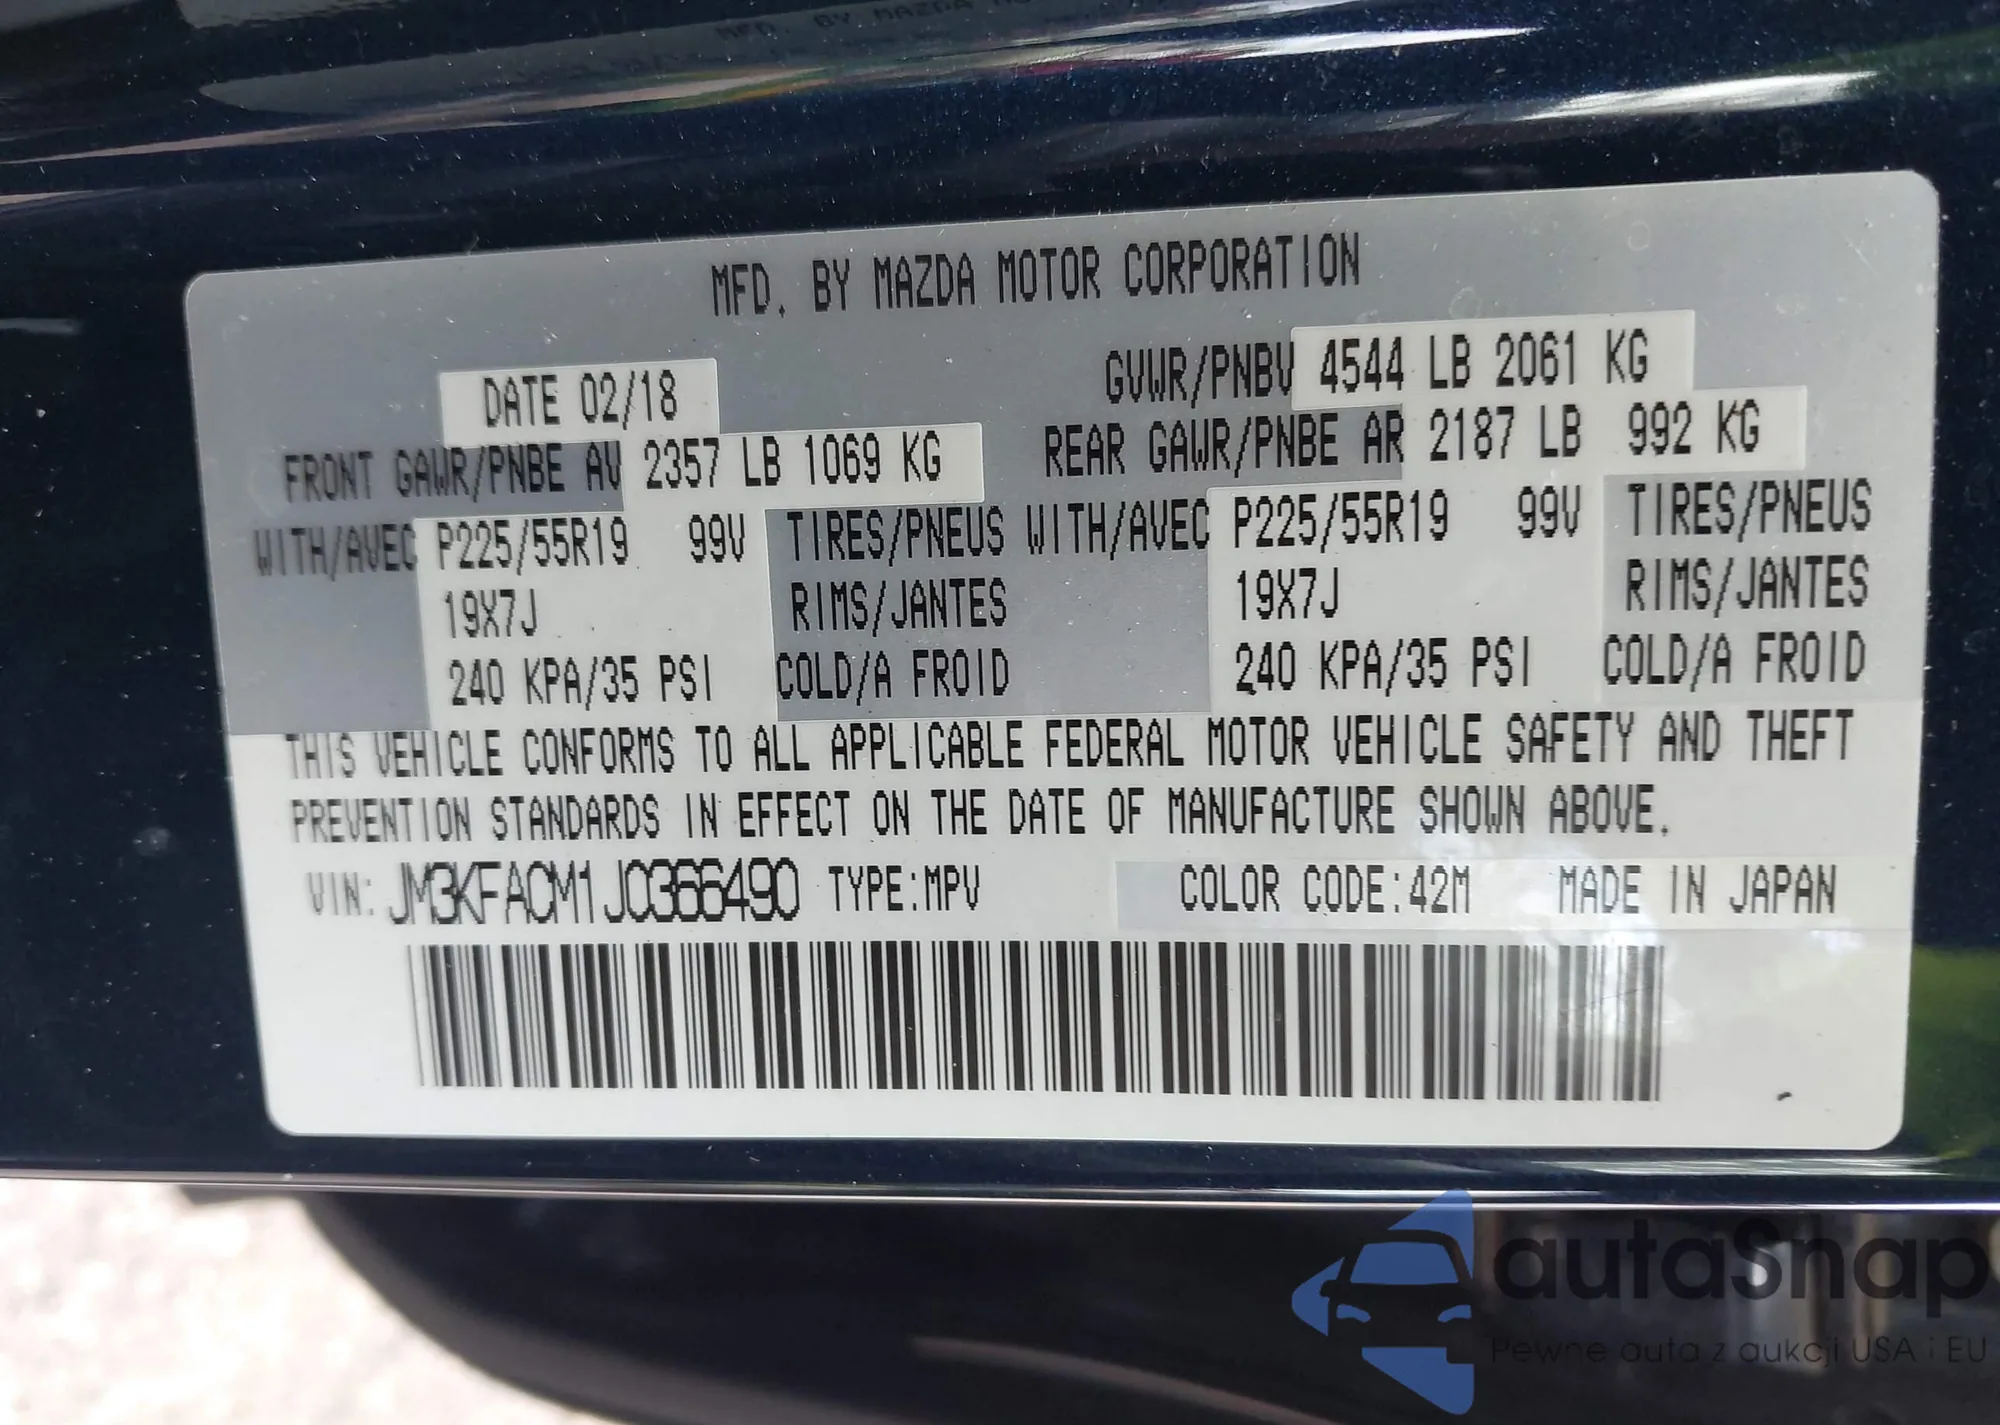 MFD. BY MAZDA MOTOR CORPORATION
DATE 02/18 GVWR/PNBV 4544 LB 2061 KG
FRONT GAWR/PNBE AV 2357 LB 1069 KG REAR GAWR/PNBE AR 2187 LB 992 KG
WITH/AVEC P225/55R19 99V TIRES/PNEUS WITH/AVEC P225/55R19 99V TIRES/PNEUS
19X7J RIMS/JANTES 19X7J RIMS/JANTES
240 KPA/35 PSI COLD/A FROID 240 KPA/35 PSI COLD/A FROID
THIS VEHICLE CONFORMS TO ALL APPLICABLE FEDERAL MOTOR VEHICLE SAFETY AND THEFT
PREVENTION STANDARDS IN EFFECT ON THE DATE OF MANUFACTURE SHOWN ABOVE.
VIN: JM3KFACM1J0366490 TYPE:MPV COLOR CODE:42M MADE IN JAPAN
autoSnap
Pewne auta z aukcji USA i EU